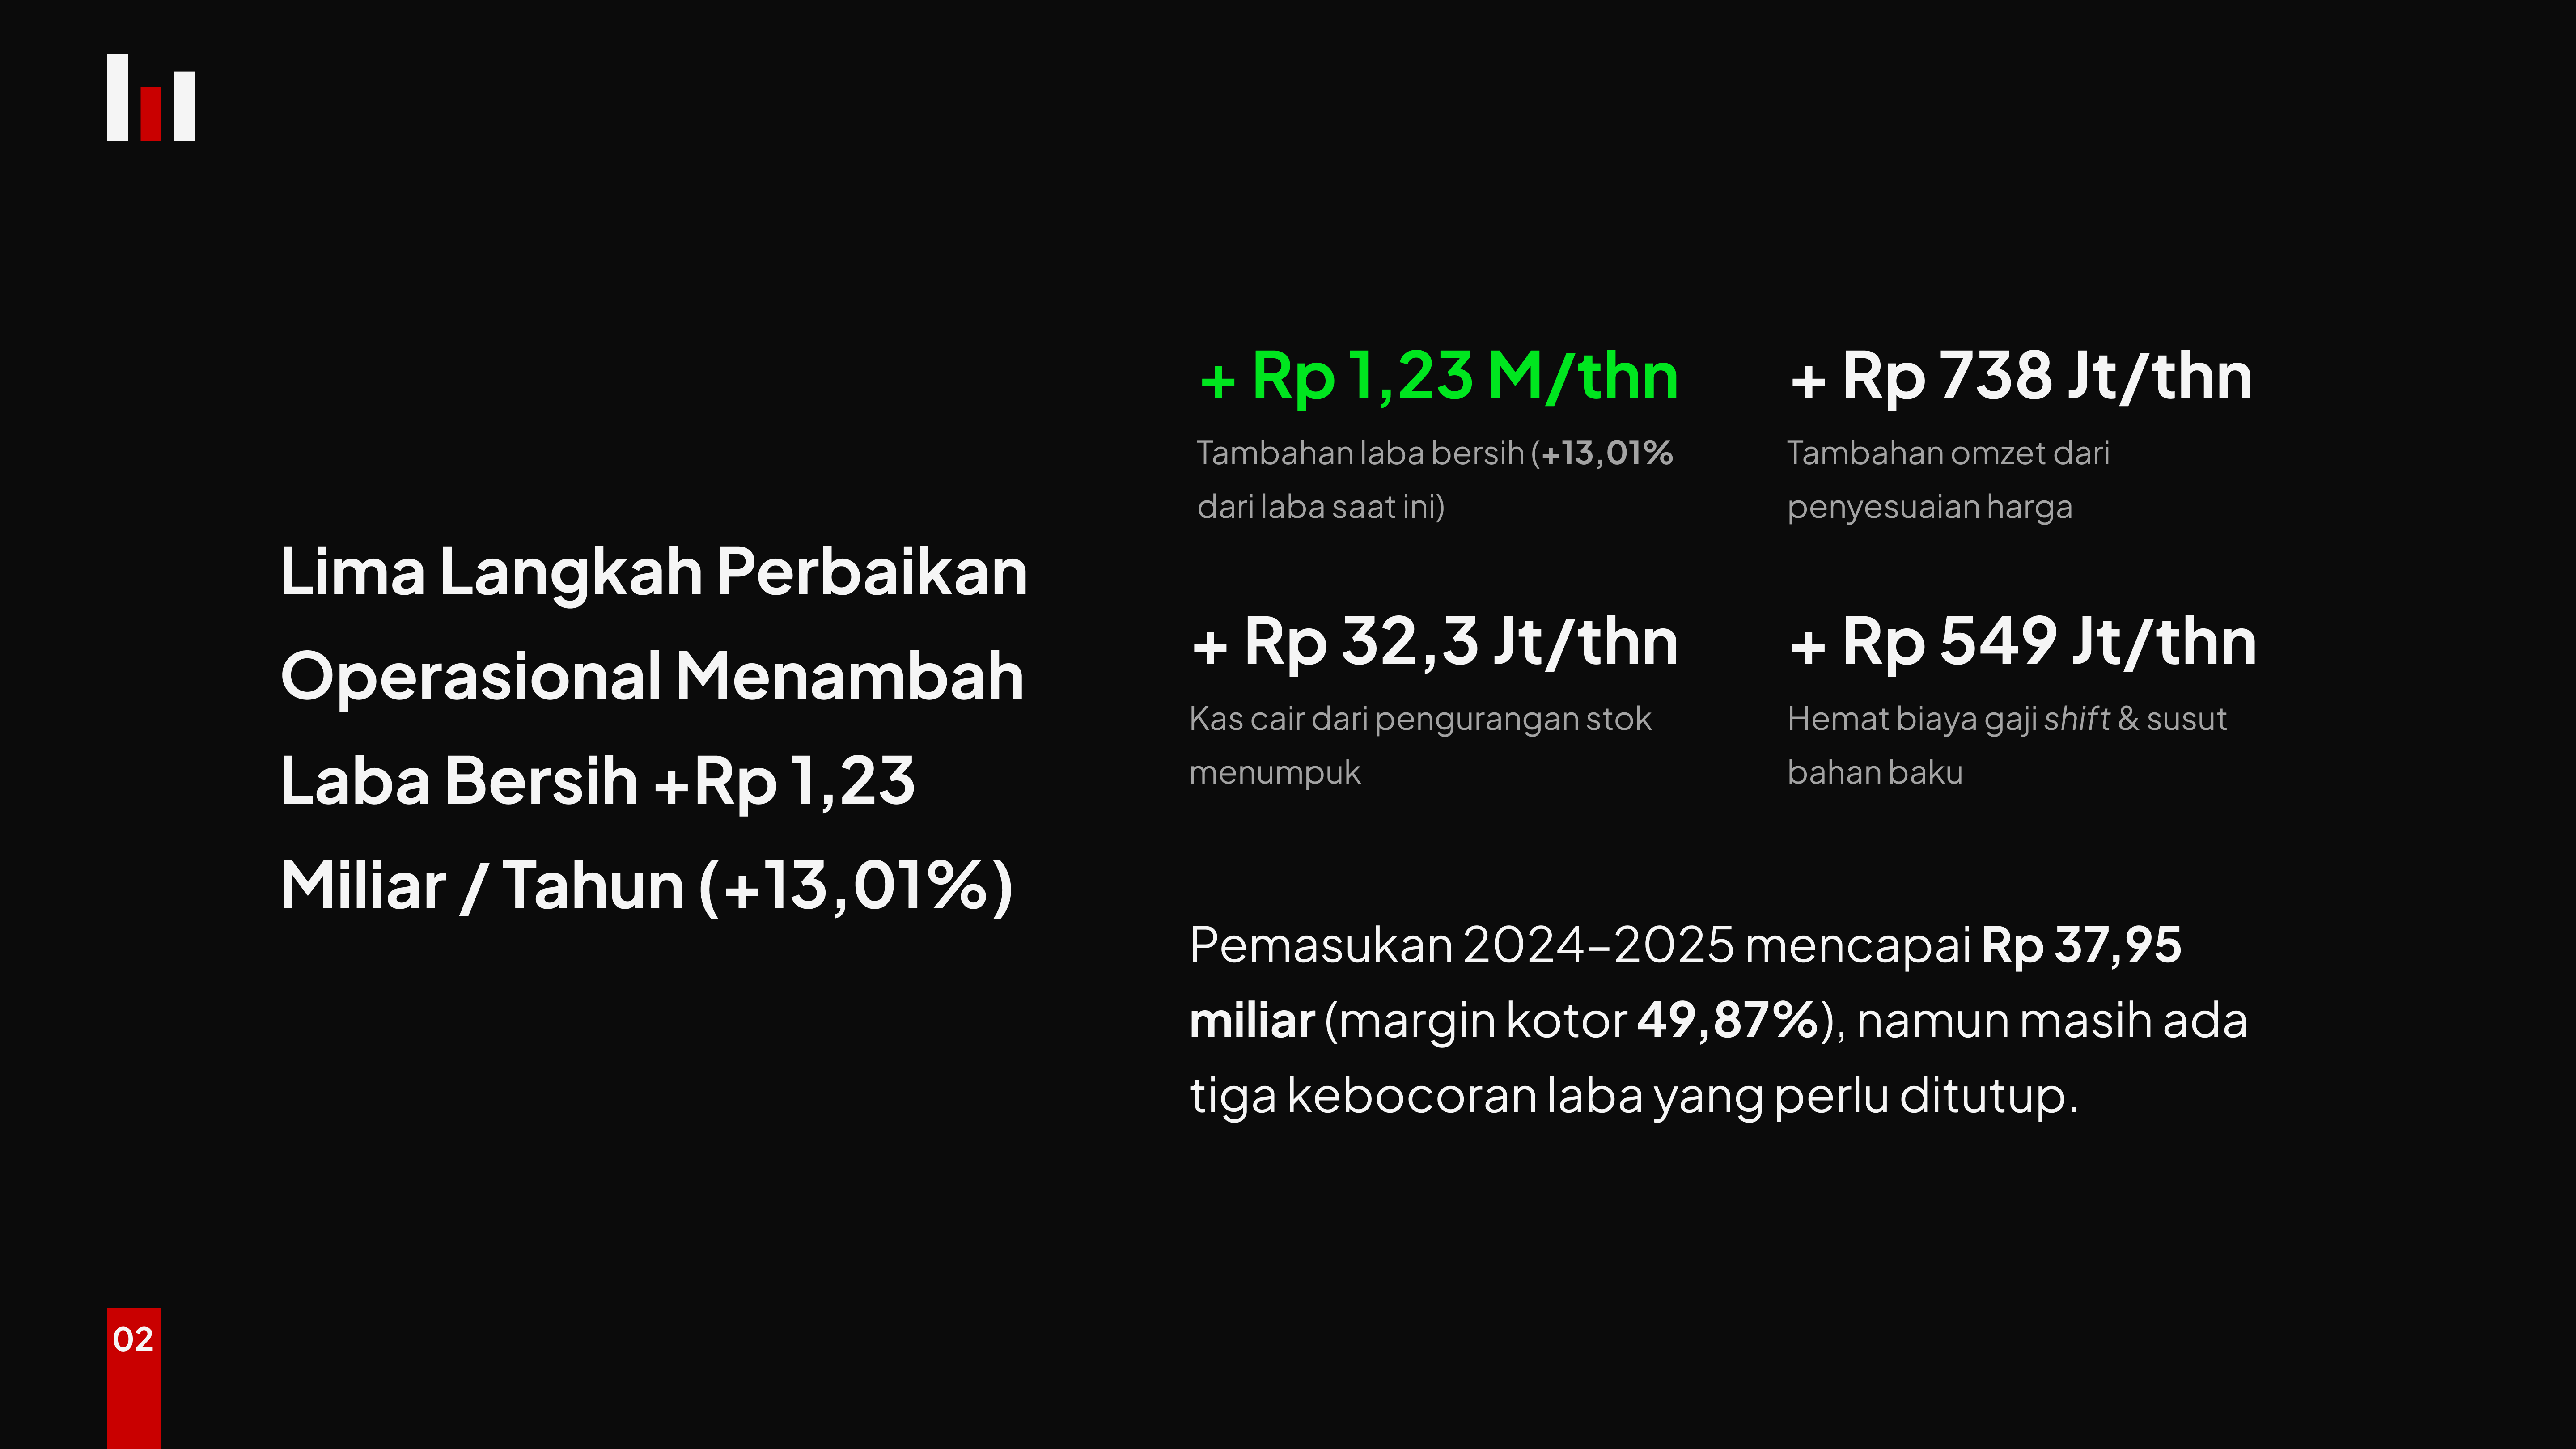 Lima Langkah Perbaikan
Operasional Menambah
Laba Bersih +Rp 1,23
Miliar / Tahun (+13,01%)
+ Rp 1,23 M/thn
Tambahan laba bersih (+13,01%
dari laba saat ini)
+ Rp 738 Jt/thn
Tambahan omzet dari
penyesuaian harga
+ Rp 32,3 Jt/thn
Kas cair dari pengurangan stok
menumpuk
+ Rp 549 Jt/thn
Hemat biaya gaji shift & susut
bahan baku
Pemasukan 2024–2025 mencapai Rp 37,95
miliar (margin kotor 49,87%), namun masih ada
tiga kebocoran laba yang perlu ditutup.
02